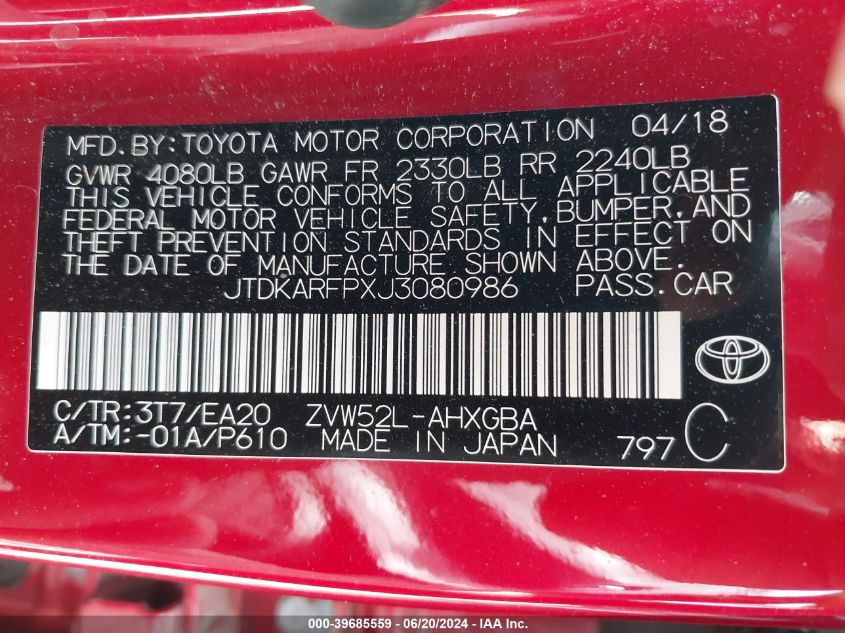 MFD. BY: TOYOTA MOTOR CORPORATION 04/18
GVWR 4080LB GAWR FR 2330LB RR 2240LB
THIS VEHICLE CONFORMS TO ALL APPLICABLE
FEDERAL MOTOR VEHICLE SAFETY, BUMPER, AND
THEFT PREVENTION STANDARDS IN EFFECT ON
THE DATE OF MANUFACTURE SHOWN ABOVE.
JTDKARFPXJ3080986 PASS. CAR
C/TR: 3T7/EA20 ZVW52L-AHXGBA
A/TM: -01A/P610 MADE IN JAPAN 797 C
000-39685559 - 06/20/2024 - IAA Inc.